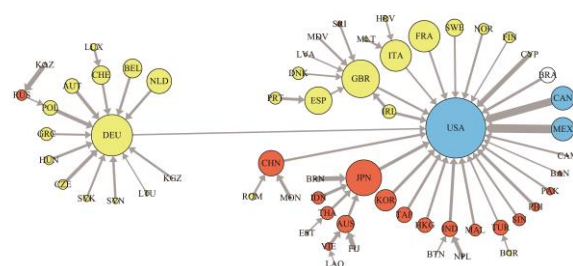 KAZ
LUX
RUS
CHE
BEL
NLD
AUT
POL
GRC
DEU
HUN
CZE
SVK
SVN
LTU
KGZ
SRI
MDV
LVA
DNK
PRT
ESP
GBR
HRV
MLT
ITA
FRA
IRL
SWE
NOR
FIN
CYP
BRA
CAN
USA
MEX
CAM
BAN
PAK
PHI
SIN
CHN
ROM
MON
BRN
IDN
JPN
THA
AUS
EST
VIE
FIJ
LAO
KOR
TAP
HKG
IND
BTN
NPL
MAL
TUR